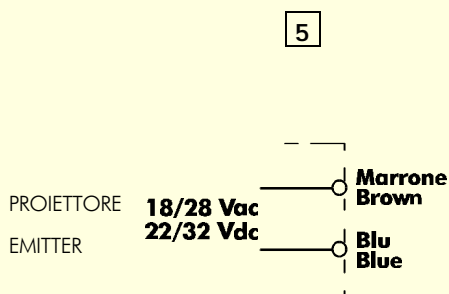 5
Marrone
PROIETTORE 18/28 Vac Brown
22/32 Vdc
EMITTER Blu
Blue